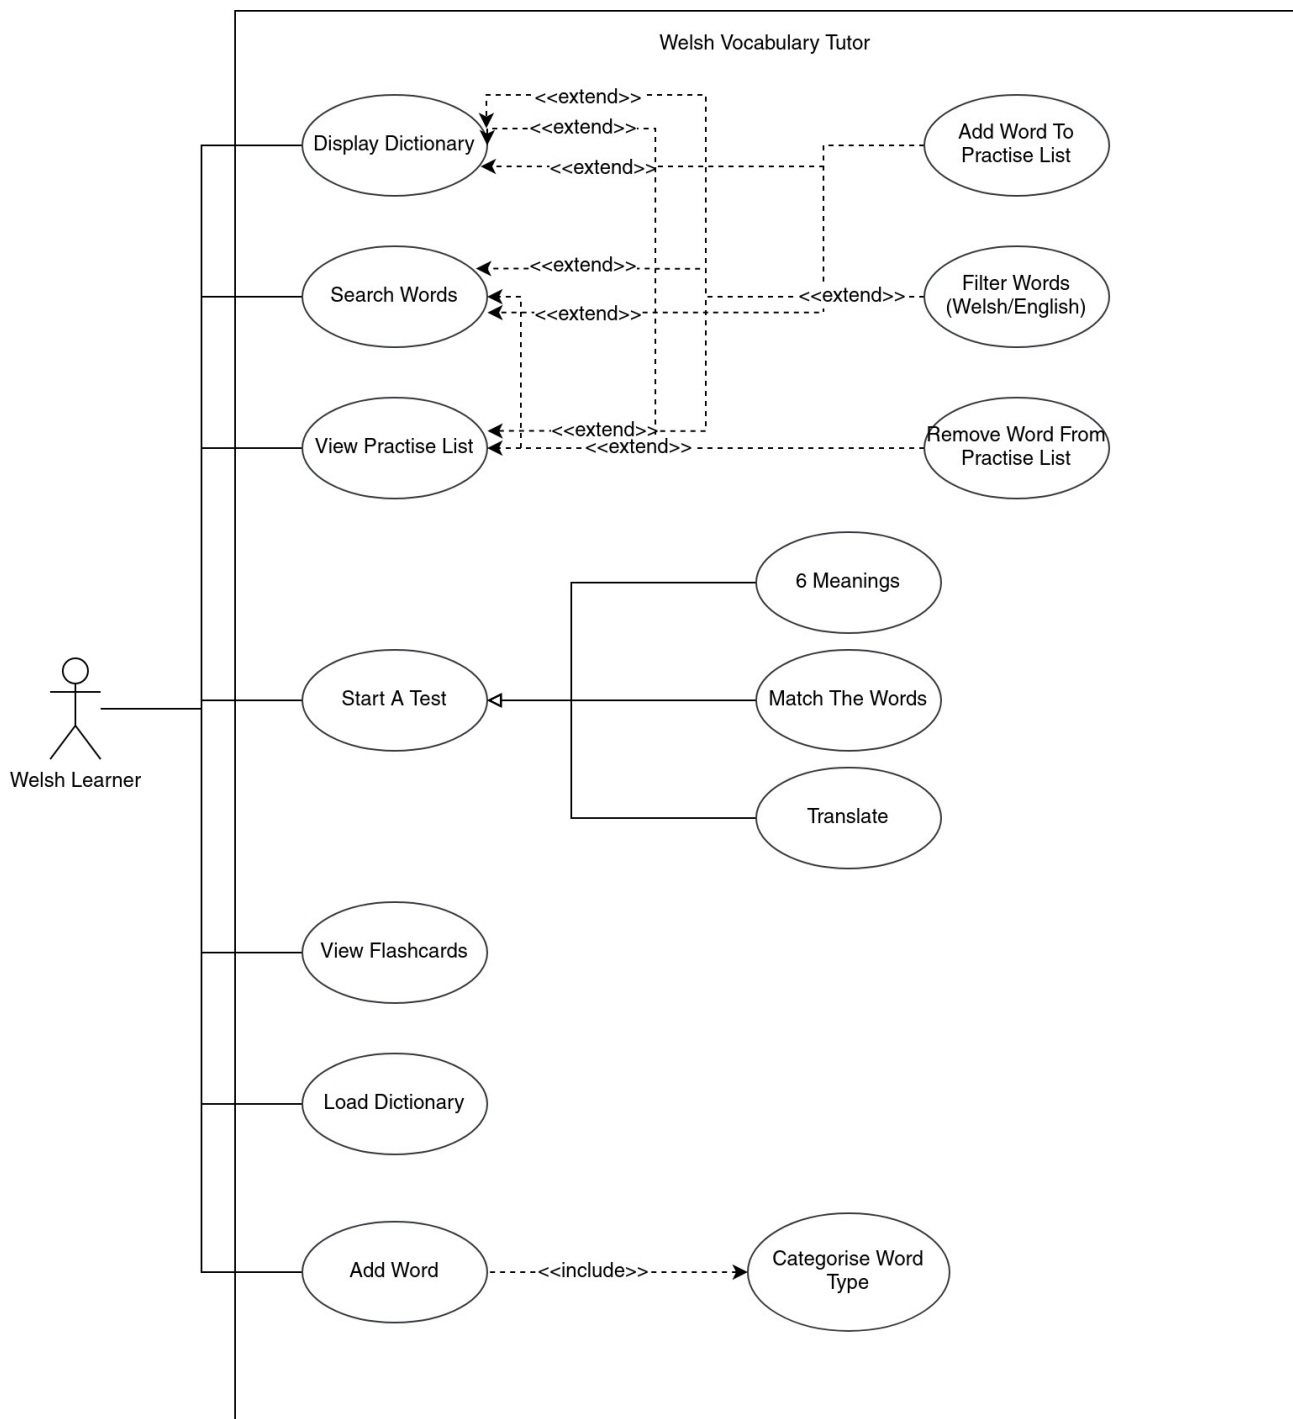 Welsh Vocabulary Tutor
<<extend>>
<<extend>>
Display Dictionary
<<extend>>
Add Word To
Practise List
<<extend>>
Search Words
<<extend>>
<<extend>>
Filter Words
(Welsh/English)
<<extend>>
View Practise List
<<extend>>
Remove Word From
Practise List
6 Meanings
Start A Test
Match The Words
Translate
Welsh Learner
View Flashcards
Load Dictionary
Add Word
<<include>>
Categorise Word
Type